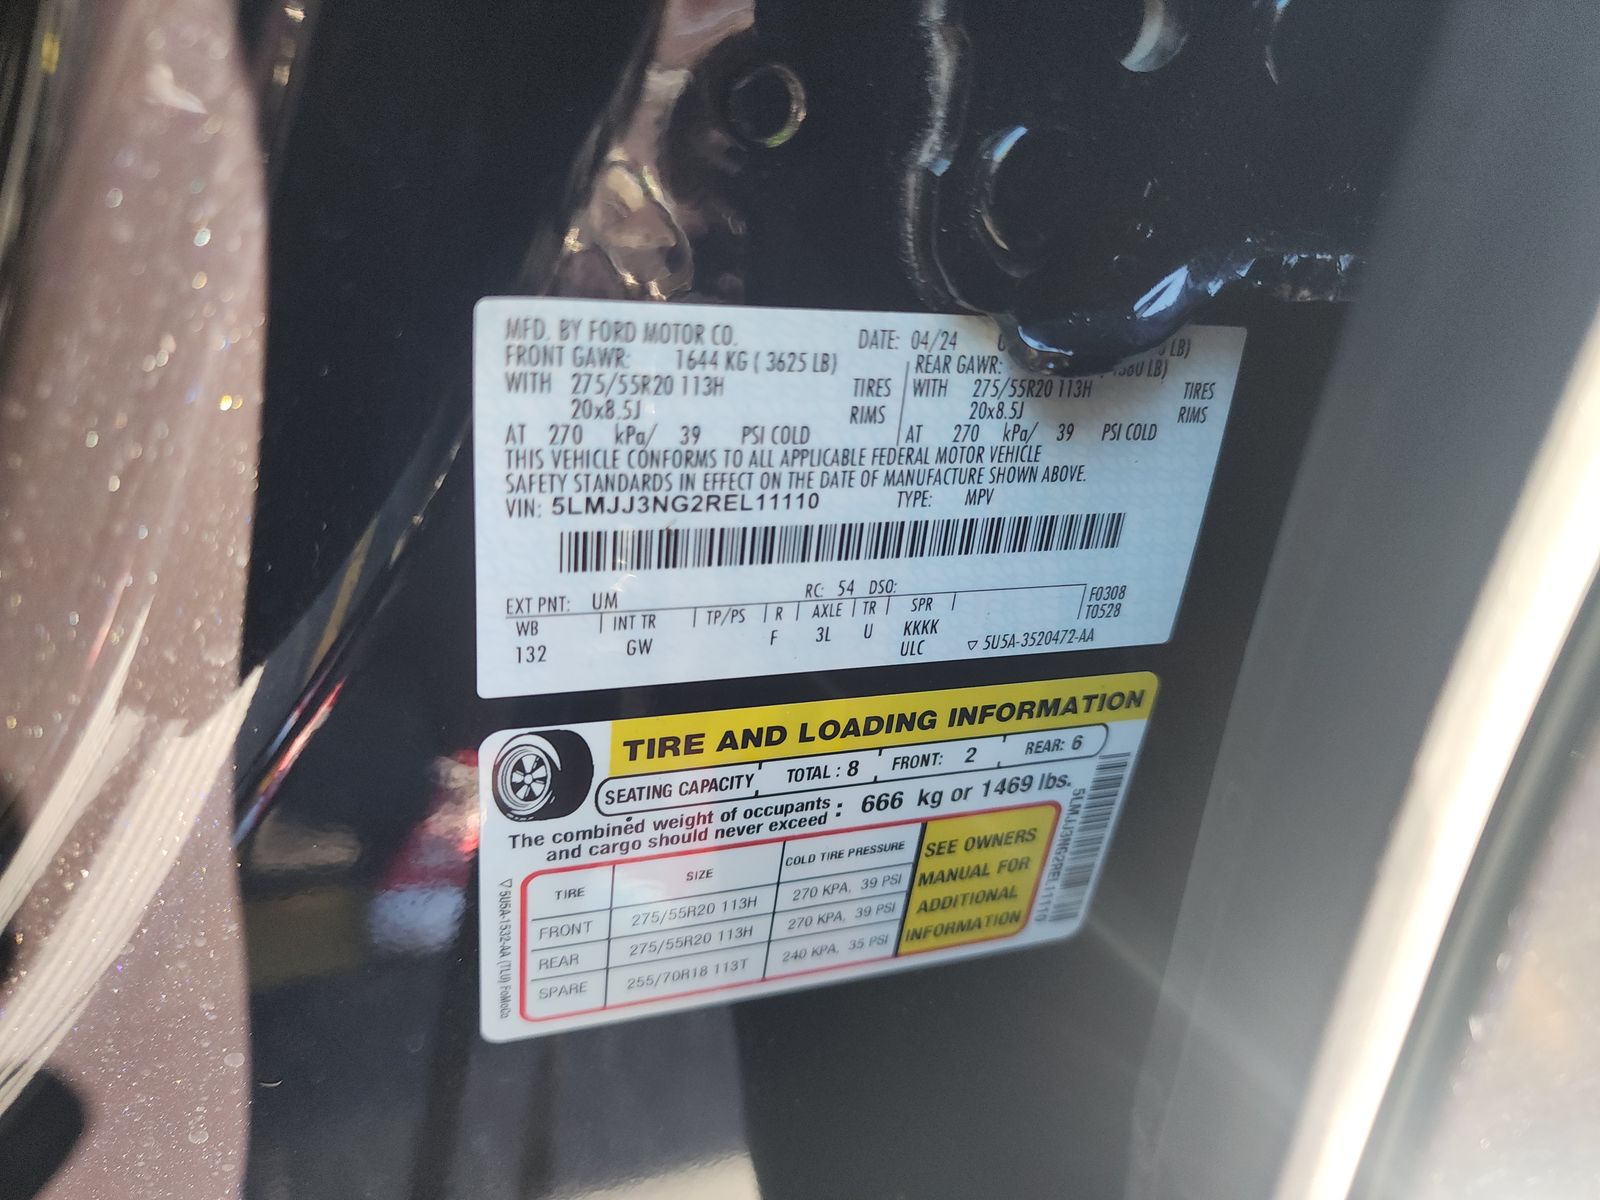 MFD. BY FORD MOTOR CO. DATE: 04/24
FRONT GAWR: 1644 KG ( 3625 LB) REAR GAWR: LB)
WITH 275/55R20 113H TIRES WITH 275/55R20 113H TIRES
20x8.5J RIMS 20x8.5J RIMS
AT 270 kPa/ 39 PSI COLD AT 270 kPa/ 39 PSI COLD
THIS VEHICLE CONFORMS TO ALL APPLICABLE FEDERAL MOTOR VEHICLE
SAFETY STANDARDS IN EFFECT ON THE DATE OF MANUFACTURE SHOWN ABOVE.
VIN: 5LMJJ3NG2REL11110 TYPE: MPV
EXT PNT: UM RC: 54 DSO:
WB INT TR TP/PS R AXLE TR SPR F0308
132 GW F 3L U KKKK T0528
ULC 5U5A-3520472-AA
TIRE AND LOADING INFORMATION
SEATING CAPACITY TOTAL : 8 FRONT: 2 REAR: 6
The combined weight of occupants and cargo should never exceed : 666 kg or 1469 lbs.
TIRE SIZE COLD TIRE PRESSURE
FRONT 275/55R20 113H 270 KPA, 39 PSI
REAR 275/55R20 113H 270 KPA, 39 PSI
SPARE 255/70R18 113T 240 KPA, 35 PSI
SEE OWNERS
MANUAL FOR
ADDITIONAL
INFORMATION
5LMJJ3NG2REL11110
5U5A-1532-AA (TLU) FoMoCo